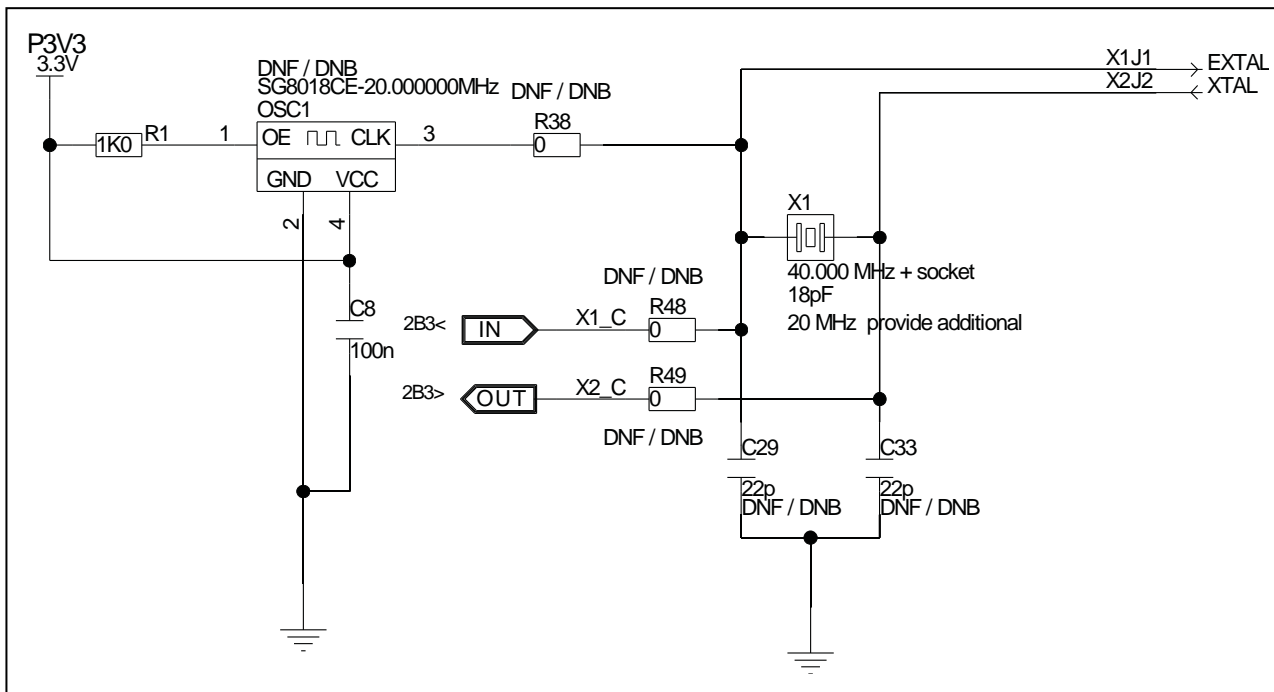 P3V3
3.3V
DNF / DNB
SG8018CE-20.000000MHz
OSC1
DNF / DNB
X1J1
EXTAL
X2J2
XTAL
1K0
R1
1
OE
CLK
3
R38
0
GND
VCC
2
4
X1
40.000 MHz + socket
18pF
20 MHz provide additional
C8
100n
DNF / DNB
2B3<
IN
X1_C
R48
0
2B3>
OUT
X2_C
R49
0
DNF / DNB
C29
22p
DNF / DNB
C33
22p
DNF / DNB